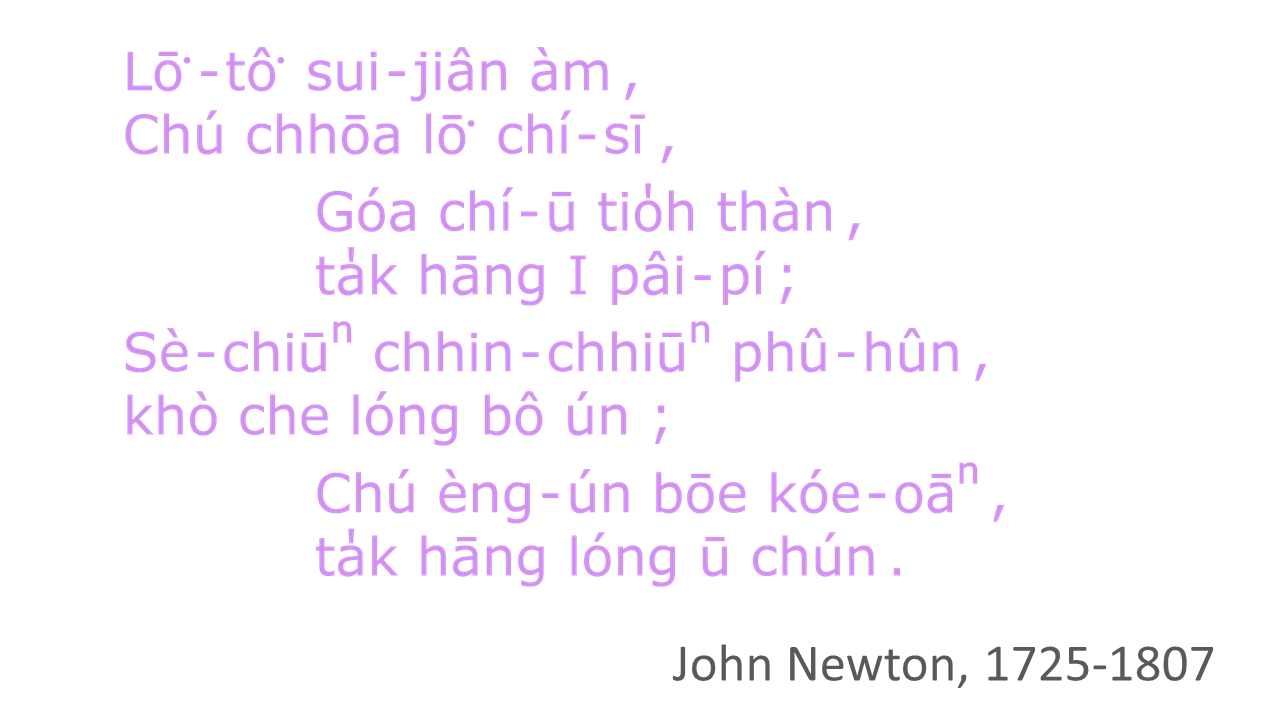 Lō͘-tô͘ sui-jiân àm,
Chú chhōa lō͘ chí-sī,
Góa chí-ū tio̍h thàn,
ta̍k hāng I pâi-pí;
Sè-chiūⁿ chhin-chhiūⁿ phû-hûn,
khò che lóng bô ún ;
Chú èng-ún bōe kóe-oāⁿ,
ta̍k hāng lóng ū chún.
John Newton, 1725-1807